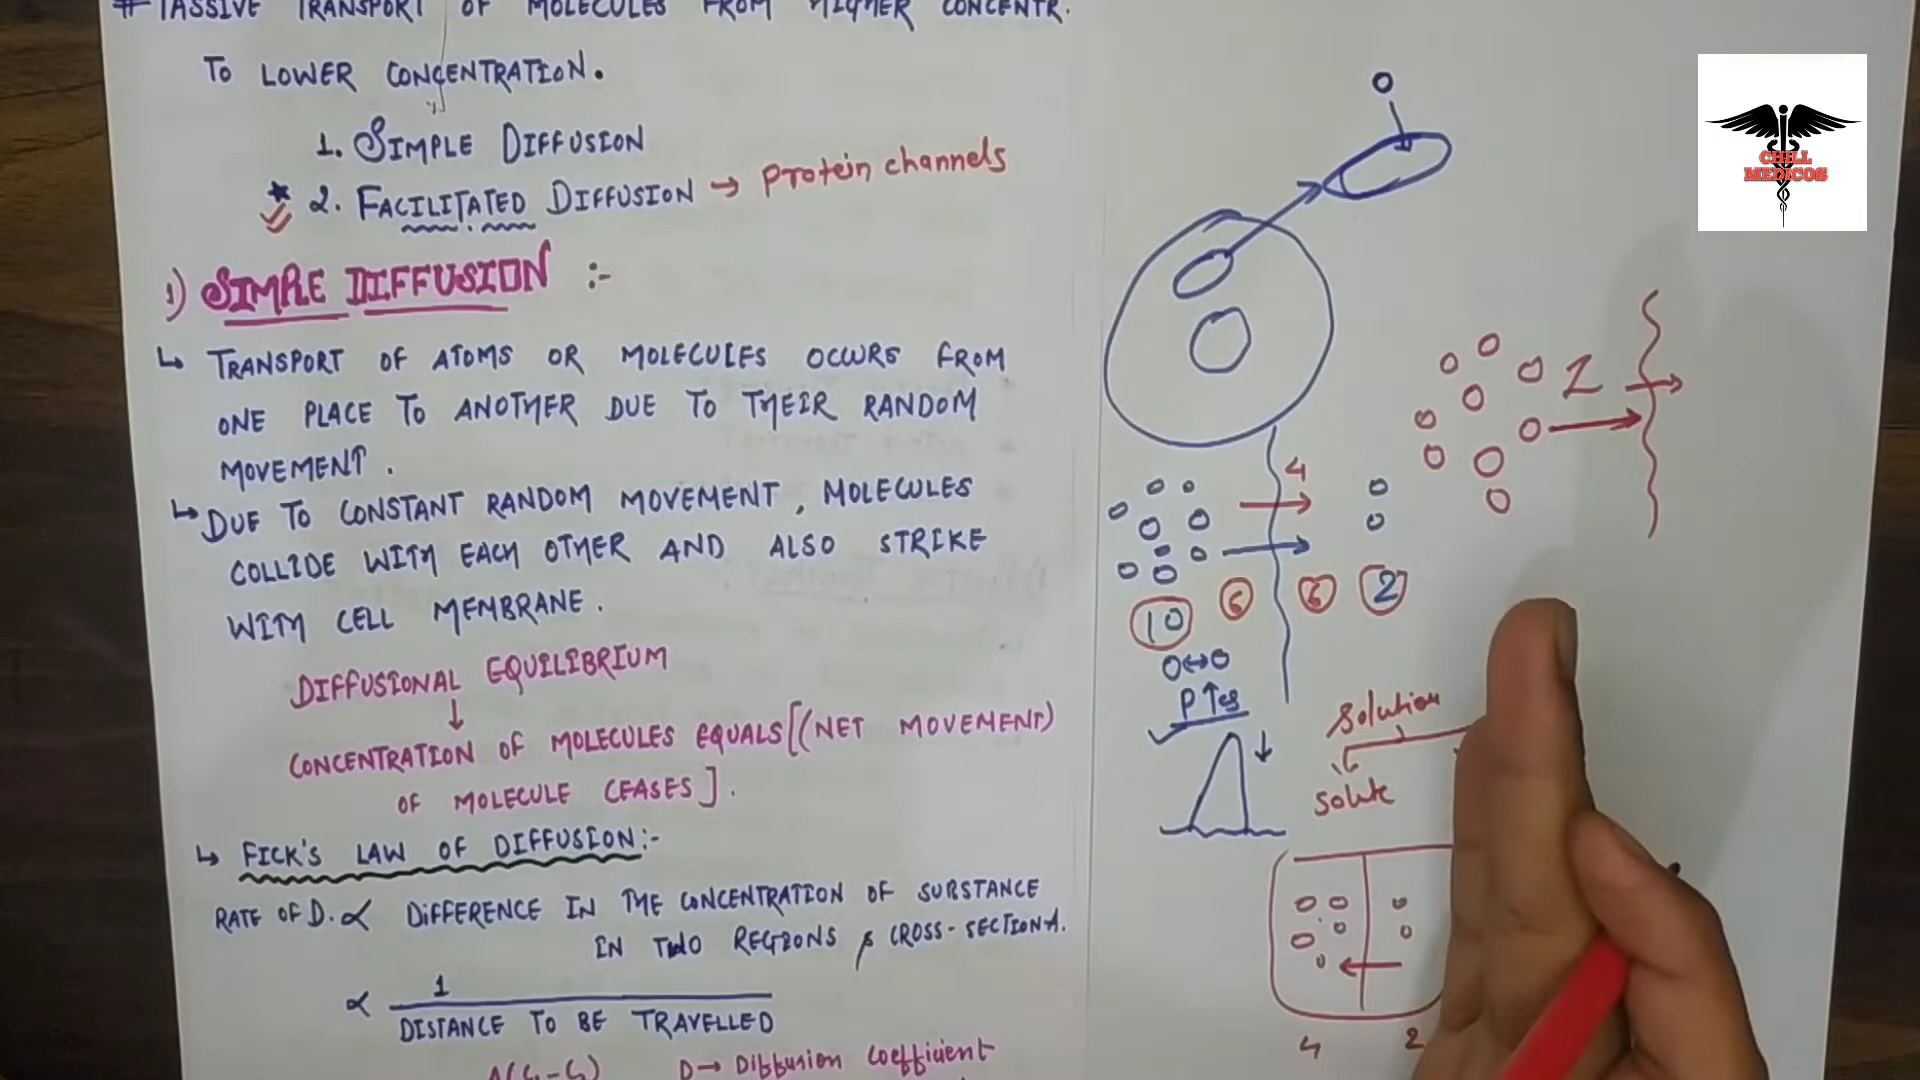 # PASSIVE TRANSPORT OF MOLECULES FROM HIGHER CONCENTR.
TO LOWER CONCENTRATION.
1. SIMPLE DIFFUSION
2. FACILITATED DIFFUSION → Protein channels
1) SIMPLE DIFFUSION :-
↳ TRANSPORT OF ATOMS OR MOLECULES OCCURS FROM
ONE PLACE TO ANOTHER DUE TO THEIR RANDOM
MOVEMENT.
↳ DUE TO CONSTANT RANDOM MOVEMENT, MOLECULES
COLLIDE WITH EACH OTHER AND ALSO STRIKE
WITH CELL MEMBRANE.
DIFFUSIONAL EQUILIBRIUM
↓
CONCENTRATION OF MOLECULES EQUALS [(NET MOVEMENT)
OF MOLECULE CEASES].
↳ FICK'S LAW OF DIFFUSION:-
RATE OF D. ∝ DIFFERENCE IN THE CONCENTRATION OF SUBSTANCE
IN TWO REGIONS & CROSS-SECTION A.
∝ 1
DISTANCE TO BE TRAVELLED
D → Diffusion coefficient
4
10 6 6 2
Solution
Solute
4 2
CHILL
MEDICOS